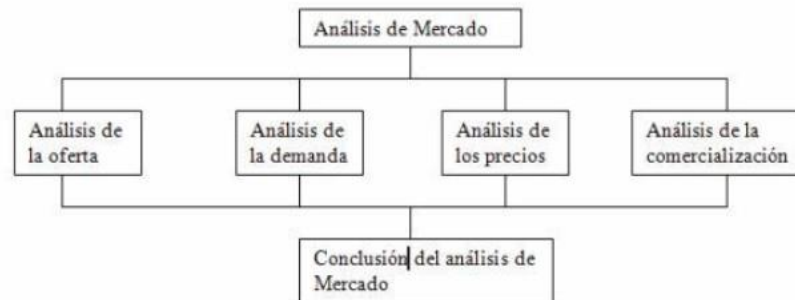 Análisis de Mercado
Análisis de
la oferta
Análisis de
la demanda
Análisis de
los precios
Análisis de la
comercialización
Conclusión del análisis de
Mercado